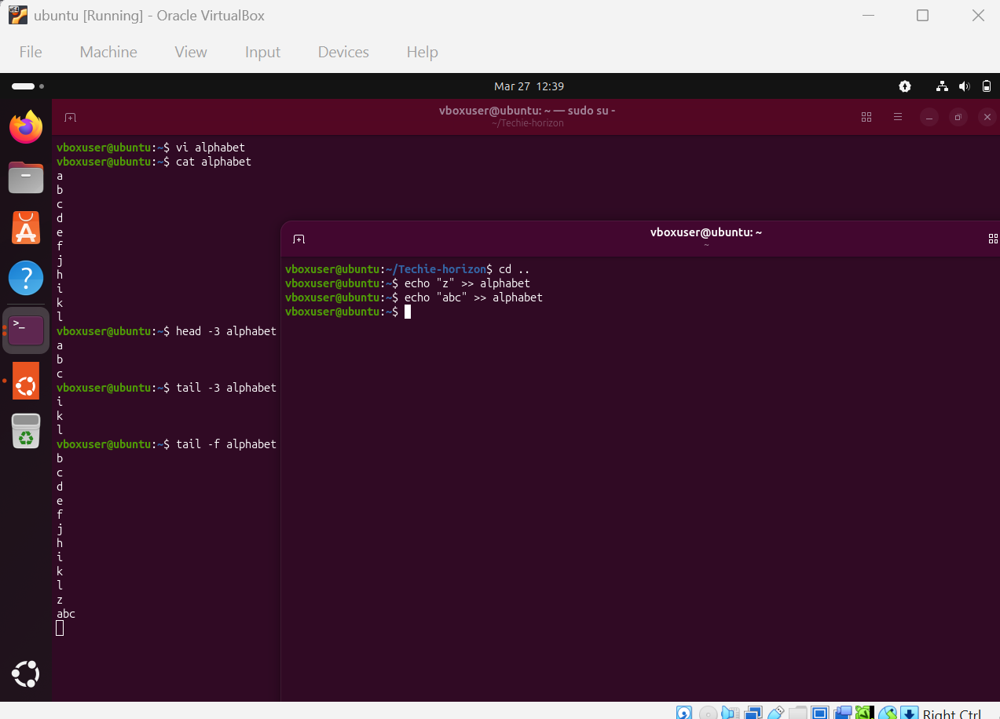 ubuntu [Running] - Oracle VirtualBox
File Machine View Input Devices Help
Mar 27 12:39
vboxuser@ubuntu: ~ — sudo su -
~/Techie-horizon
vboxuser@ubuntu:~$ vi alphabet
vboxuser@ubuntu:~$ cat alphabet
a
b
c
d
e
f
j
h
i
k
l
vboxuser@ubuntu:~$ head -3 alphabet
a
b
c
vboxuser@ubuntu:~$ tail -3 alphabet
i
k
l
vboxuser@ubuntu:~$ tail -f alphabet
b
c
d
e
f
j
h
i
k
l
z
abc
vboxuser@ubuntu: ~
~
vboxuser@ubuntu:~/Techie-horizon$ cd ..
vboxuser@ubuntu:~$ echo "z" >> alphabet
vboxuser@ubuntu:~$ echo "abc" >> alphabet
vboxuser@ubuntu:~$
Right Ctrl